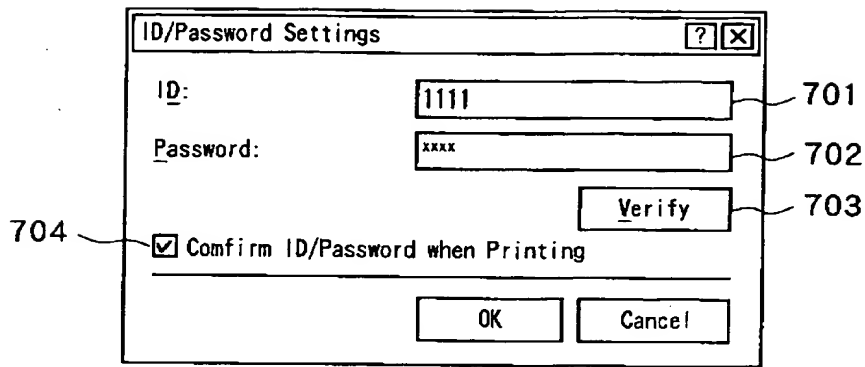 ID/Password Settings ? X
ID: 1111 701
Password: xxxx 702
Verify 703
704 Comfirm ID/Password when Printing
OK Cancel